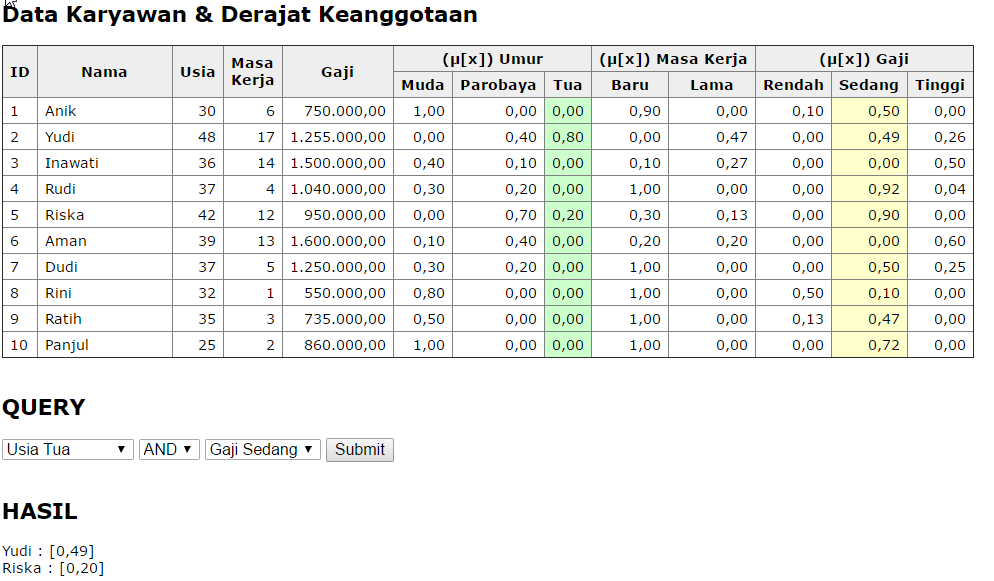 Data Karyawan & Derajat Keanggotaan
ID Nama Usia Masa Kerja Gaji (μ[x]) Umur (μ[x]) Masa Kerja (μ[x]) Gaji
Muda Parobaya Tua Baru Lama Rendah Sedang Tinggi
1 Anik 30 6 750.000,00 1,00 0,00 0,00 0,90 0,00 0,10 0,50 0,00
2 Yudi 48 17 1.255.000,00 0,00 0,40 0,80 0,00 0,47 0,00 0,49 0,26
3 Inawati 36 14 1.500.000,00 0,40 0,10 0,00 0,10 0,27 0,00 0,00 0,50
4 Rudi 37 4 1.040.000,00 0,30 0,20 0,00 1,00 0,00 0,00 0,92 0,04
5 Riska 42 12 950.000,00 0,00 0,70 0,20 0,30 0,13 0,00 0,90 0,00
6 Aman 39 13 1.600.000,00 0,10 0,40 0,00 0,20 0,20 0,00 0,00 0,60
7 Dudi 37 5 1.250.000,00 0,30 0,20 0,00 1,00 0,00 0,00 0,50 0,25
8 Rini 32 1 550.000,00 0,80 0,00 0,00 1,00 0,00 0,50 0,10 0,00
9 Ratih 35 3 735.000,00 0,50 0,00 0,00 1,00 0,00 0,13 0,47 0,00
10 Panjul 25 2 860.000,00 1,00 0,00 0,00 1,00 0,00 0,00 0,72 0,00
QUERY
Usia Tua AND Gaji Sedang Submit
HASIL
Yudi : [0,49]
Riska : [0,20]